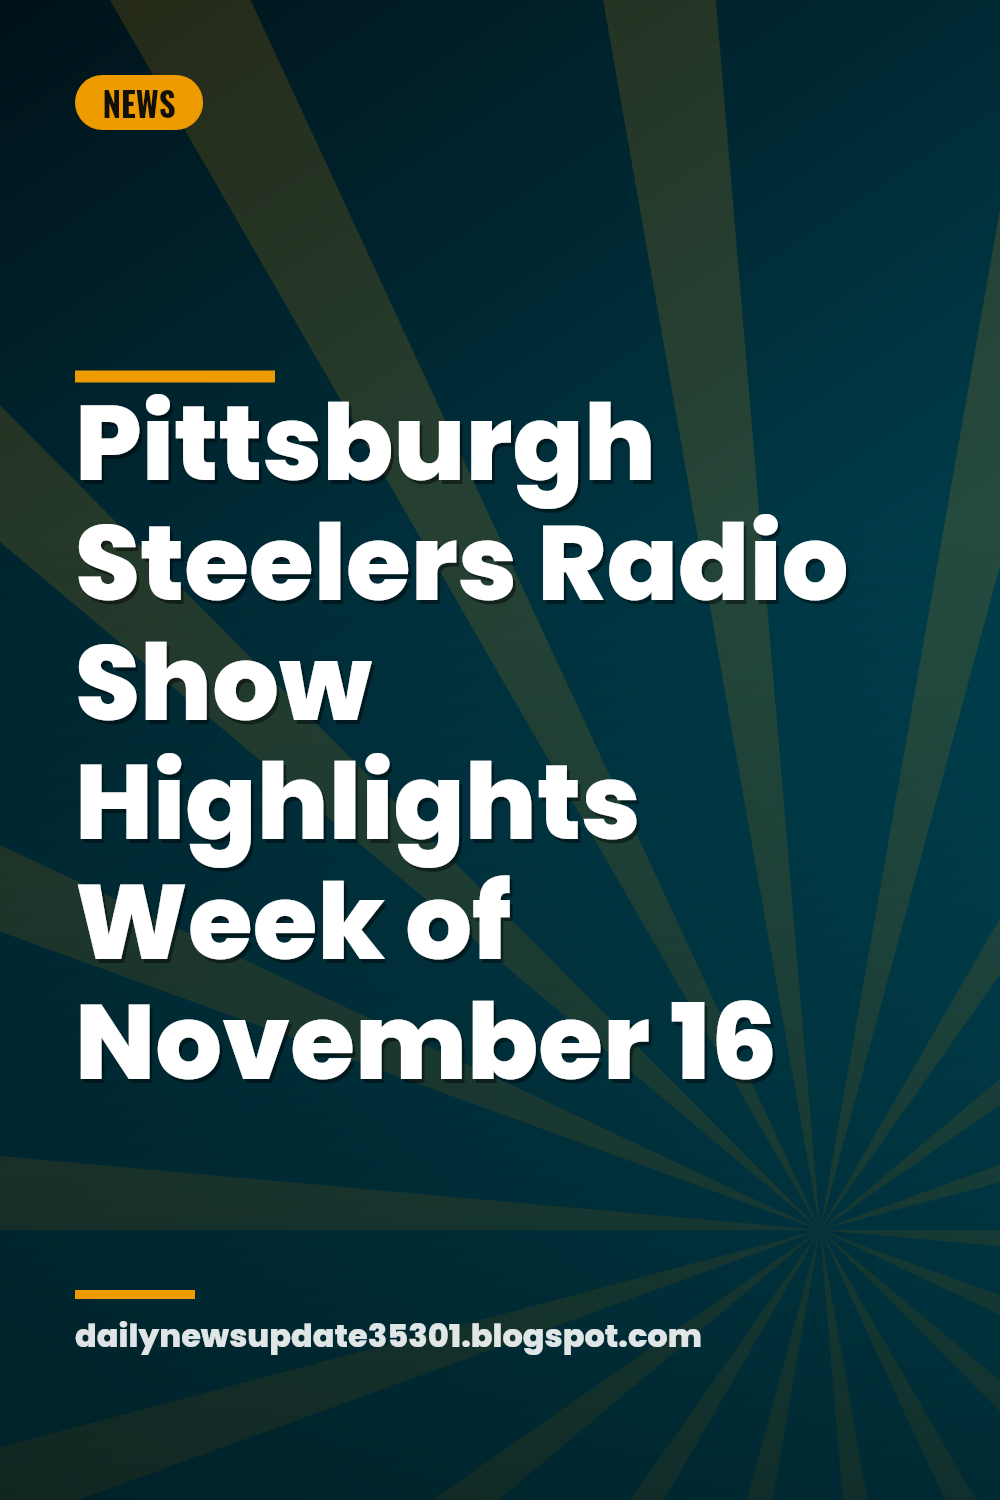 NEWS
Pittsburgh
Steelers Radio
Show
Highlights
Week of
November 16
dailynewsupdate35301.blogspot.com